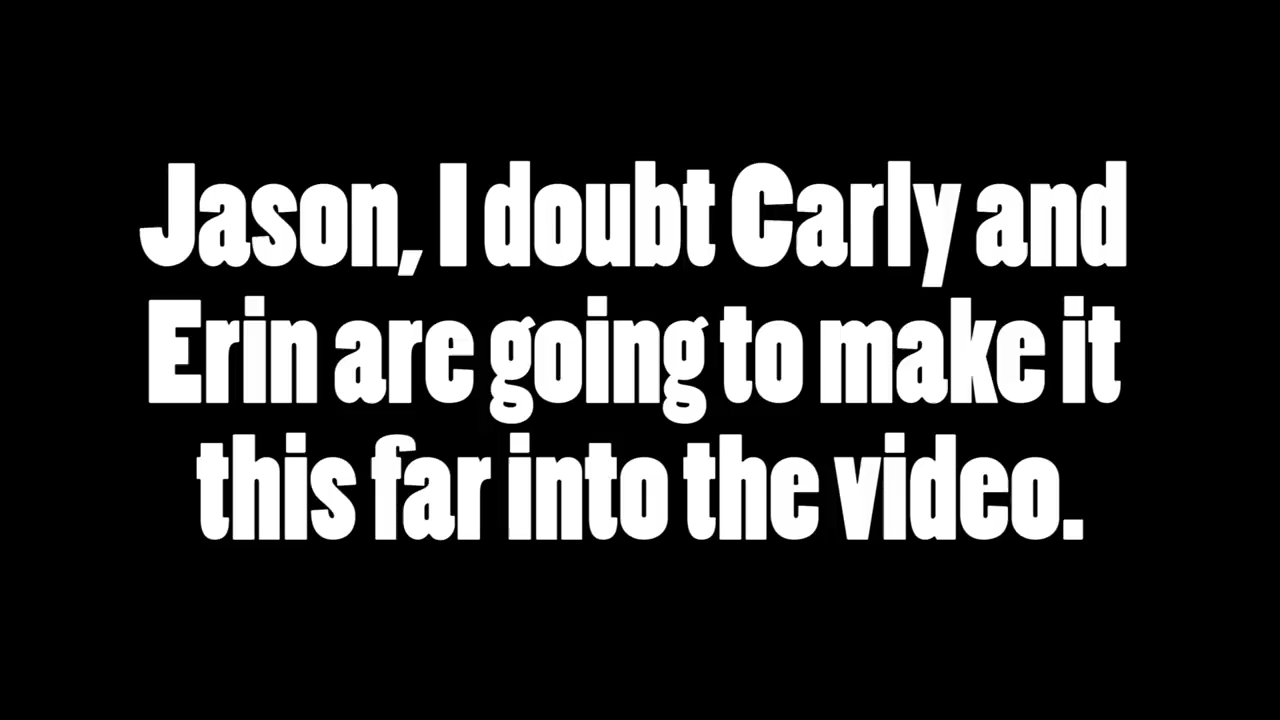 Jason, I doubt Carly and
Erin are going to make it
this far into the video.